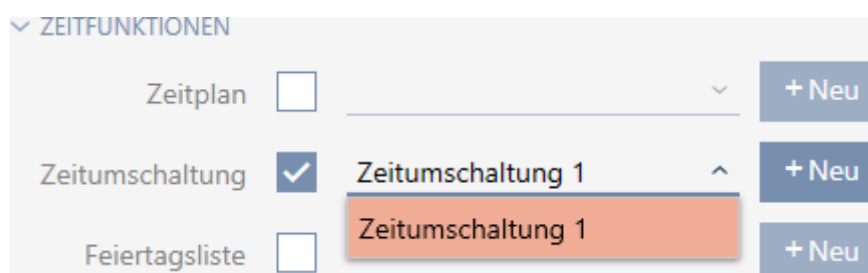 ZEITFUNKTIONEN
Zeitplan + Neu
Zeitumschaltung Zeitumschaltung 1 + Neu
Zeitumschaltung 1
Feiertagsliste + Neu